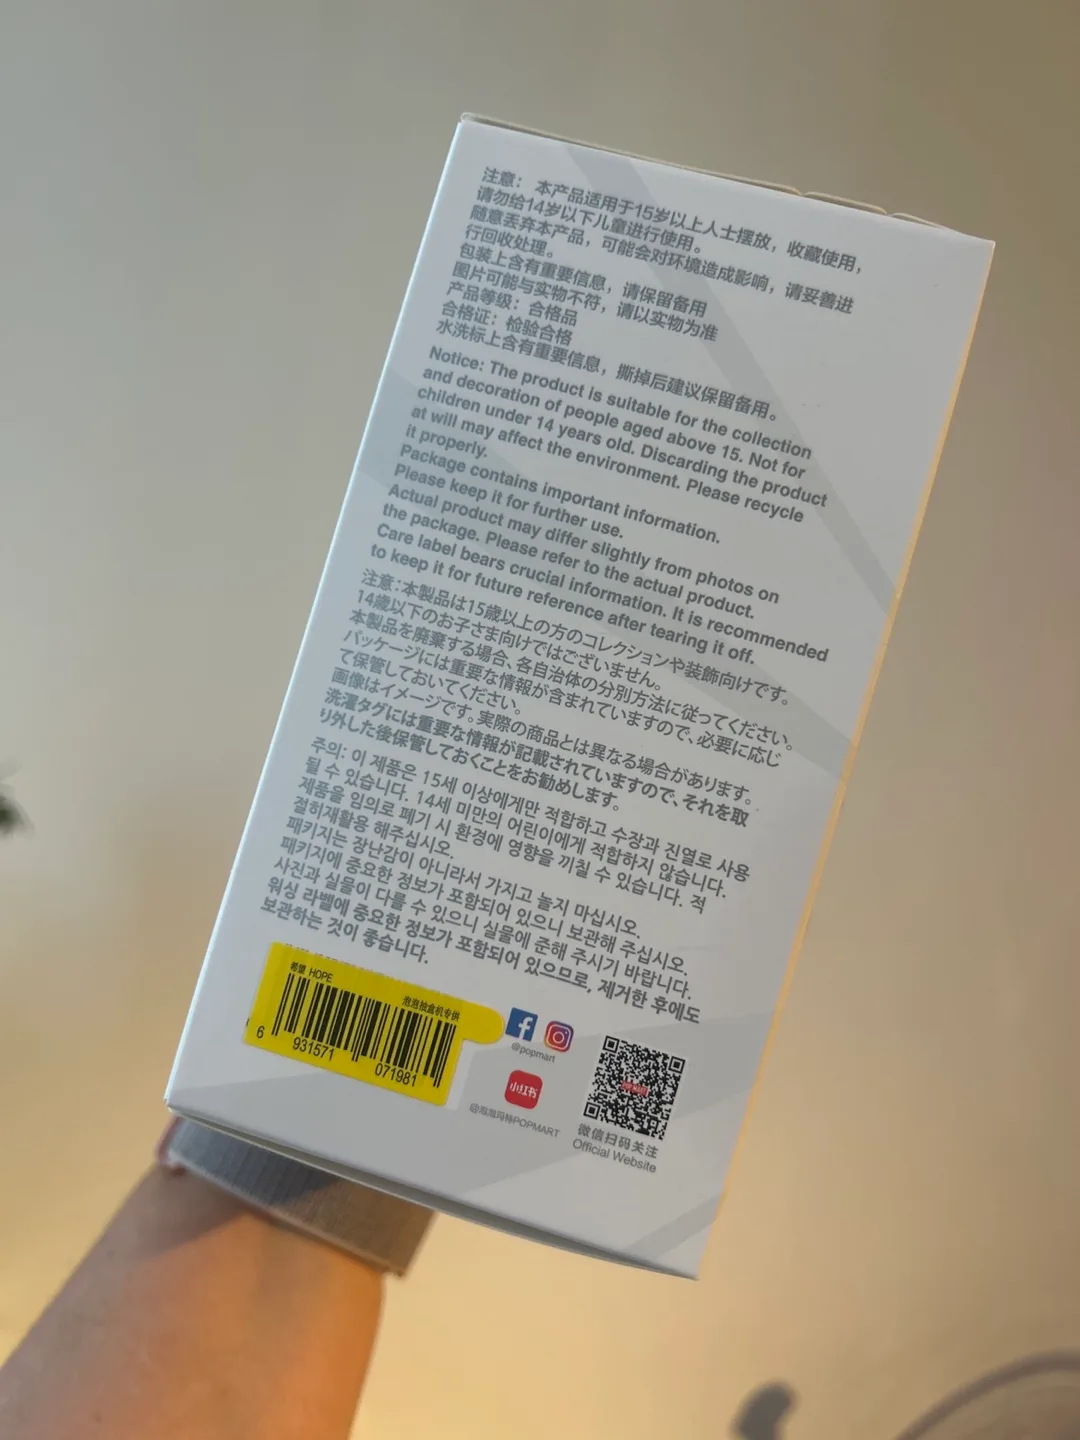 注意： 本产品适用于15岁以上人士摆放，收藏使用，
请勿给14岁以下儿童进行使用。
随意丢弃本产品，可能会对环境造成影响，请妥善进
行回收处理。
包装上含有重要信息，请保留备用
图片可能与实物不符，请以实物为准
产品等级：合格品
合格证：检验合格
水洗标上含有重要信息，撕掉后建议保留备用。
Notice: The product is suitable for the collection
and decoration of people aged above 15. Not for
children under 14 years old. Discarding the product
at will may affect the environment. Please recycle
it properly.
Package contains important information.
Please keep it for further use.
Actual product may differ slightly from photos on
the package. Please refer to the actual product.
Care label bears crucial information. It is recommended
to keep it for future reference after tearing it off.
注意：本製品は15歳以上の方のコレクションや装飾向けです。
14歳以下のお子さま向けではございません。
本製品を廃棄する場合、各自治体の分別方法に従ってください。
パッケージには重要な情報が含まれていますので、必要に応じ
て保管しておいてください。
画像はイメージです。実際の商品とは異なる場合があります。
洗濯タグには重要な情報が記載されていますので、それを取
り外した後保管しておくことをお勧めします。
주의: 이 제품은 15세 이상에게만 적합하고 수장과 진열로 사용
될 수 있습니다. 14세 미만의 어린이에게 적합하지 않습니다.
제품을 임의로 폐기 시 환경에 영향을 끼칠 수 있습니다. 적
절히재활용 해주십시오.
패키지는 장난감이 아니라서 가지고 놀지 마십시오.
패키지에 중요한 정보가 포함되어 있으니 보관해 주십시오.
사진과 실물이 다를 수 있으니 실물에 준해 주시기 바랍니다.
워싱 라벨에 중요한 정보가 포함되어 있으므로, 제거한 후에도
보관하는 것이 좋습니다.
希望 HOPE
泡泡抽盒机专供
6 931571 071981
@popmart
小红书
@泡泡玛特POPMART
微信扫码关注
Official Website